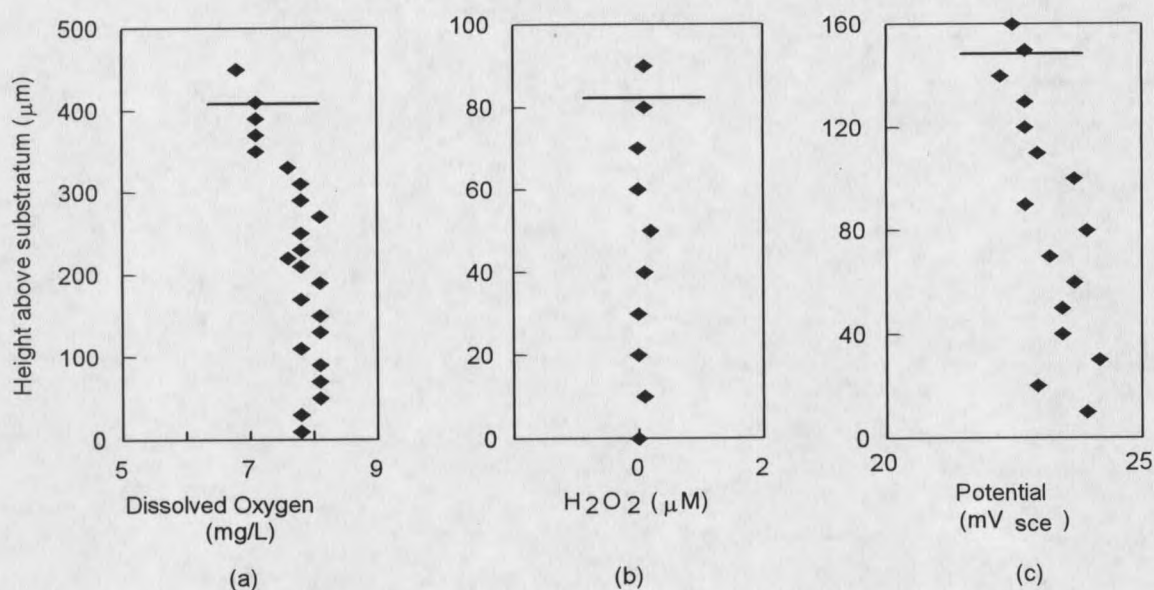 Height above substratum (μm)
500
400
300
200
100
0
5
7
9
Dissolved Oxygen
(mg/L)
(a)
100
80
60
40
20
0
0
2
H2O2 (μM)
(b)
160
120
80
40
0
20
25
Potential
(mV sce)
(c)